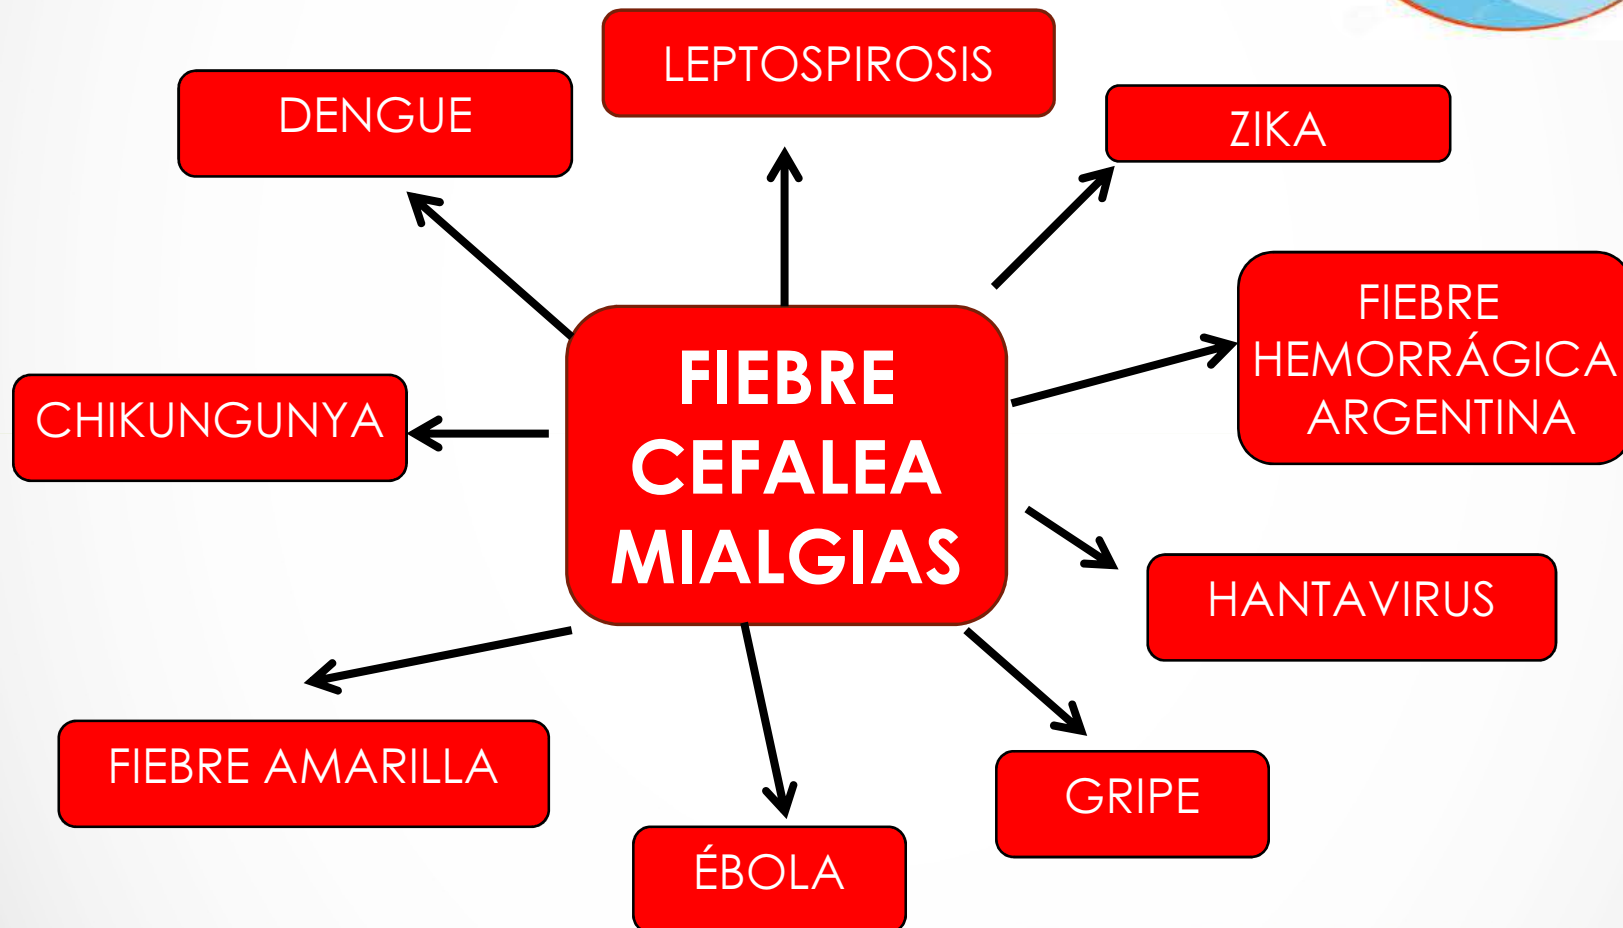 LEPTOSPIROSIS
DENGUE
ZIKA
FIEBRE
HEMORRÁGICA
ARGENTINA
FIEBRE
CEFALEA
MIALGIAS
CHIKUNGUNYA
HANTAVIRUS
FIEBRE AMARILLA
GRIPE
ÉBOLA